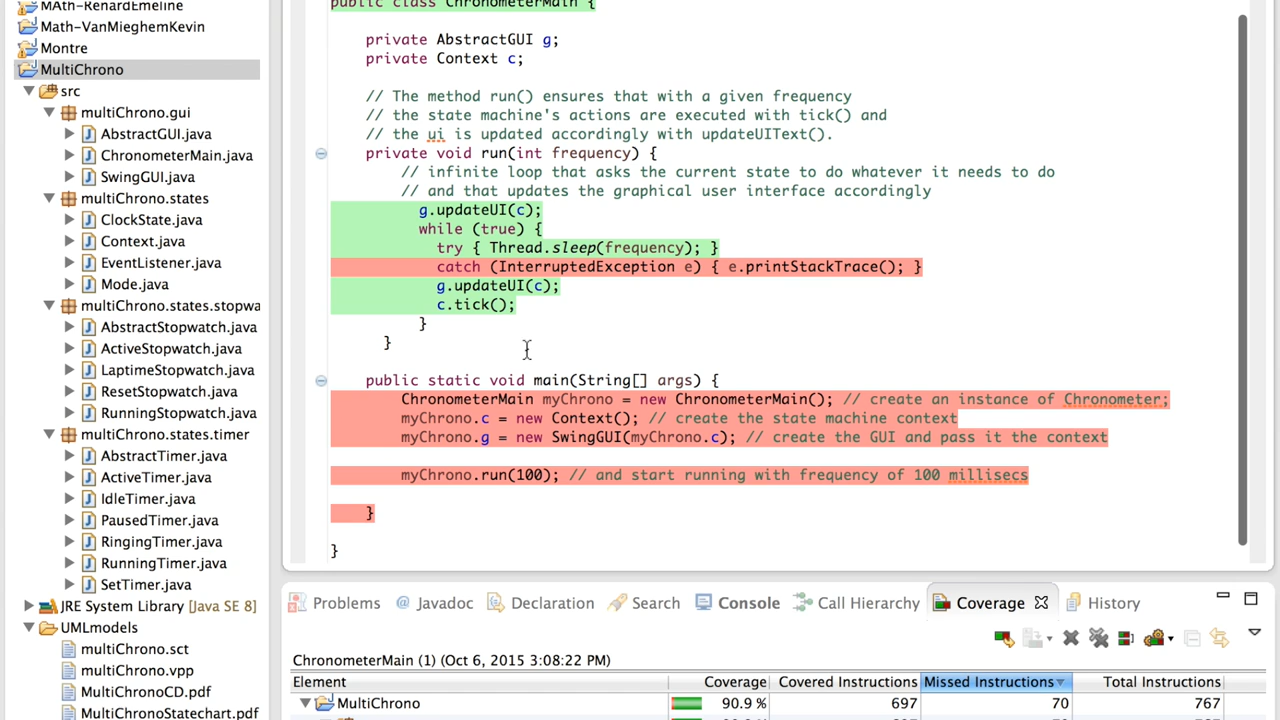 MAth-RenardEmeline
Math-VanMieghemKevin
Montre
MultiChrono
src
multiChrono.gui
AbstractGUI.java
ChronometerMain.java
SwingGUI.java
multiChrono.states
ClockState.java
Context.java
EventListener.java
Mode.java
multiChrono.states.stopwa
AbstractStopwatch.java
ActiveStopwatch.java
LaptimeStopwatch.java
ResetStopwatch.java
RunningStopwatch.java
multiChrono.states.timer
AbstractTimer.java
ActiveTimer.java
IdleTimer.java
PausedTimer.java
RingingTimer.java
RunningTimer.java
SetTimer.java
JRE System Library [Java SE 8]
UMLmodels
multiChrono.sct
multiChrono.vpp
MultiChronoCD.pdf
MultiChronoStatechart.pdf
public class ChronometerMain {
private AbstractGUI g;
private Context c;
// The method run() ensures that with a given frequency
// the state machine's actions are executed with tick() and
// the ui is updated accordingly with updateUIText().
private void run(int frequency) {
// infinite loop that asks the current state to do whatever it needs to do
// and that updates the graphical user interface accordingly
g.updateUI(c);
while (true) {
try { Thread.sleep(frequency); }
catch (InterruptedException e) { e.printStackTrace(); }
g.updateUI(c);
c.tick();
}
}
public static void main(String[] args) {
ChronometerMain myChrono = new ChronometerMain(); // create an instance of Chronometer;
myChrono.c = new Context(); // create the state machine context
myChrono.g = new SwingGUI(myChrono.c); // create the GUI and pass it the context
myChrono.run(100); // and start running with frequency of 100 millisecs
}
}
Problems @ Javadoc Declaration Search Console Call Hierarchy Coverage History
ChronometerMain (1) (Oct 6, 2015 3:08:22 PM)
Element Coverage Covered Instructions Missed Instructions Total Instructions
MultiChrono 90.9 % 697 70 767